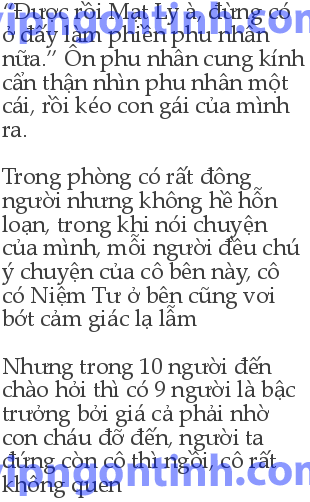 “Được rồi Mạt Ly à, đừng có
ở đấy làm phiền phu nhân
nữa.” Ôn phu nhân cung kính
cẩn thận nhìn phu nhân một
cái, rồi kéo con gái của mình
ra.
Trong phòng có rất đông
người nhưng không hề hỗn
loạn, trong khi nói chuyện
của mình, mỗi người đều chú
ý chuyện của cô bên này, cô
có Niệm Tư ở bên cũng vơi
bớt cảm giác lạ lẫm
Nhưng trong 10 người đến
chào hỏi thì có 9 người là bậc
trưởng bởi giá cả phải nhờ
con cháu đỡ đến, người ta
đứng còn cô thì ngồi, cô rất
không quen